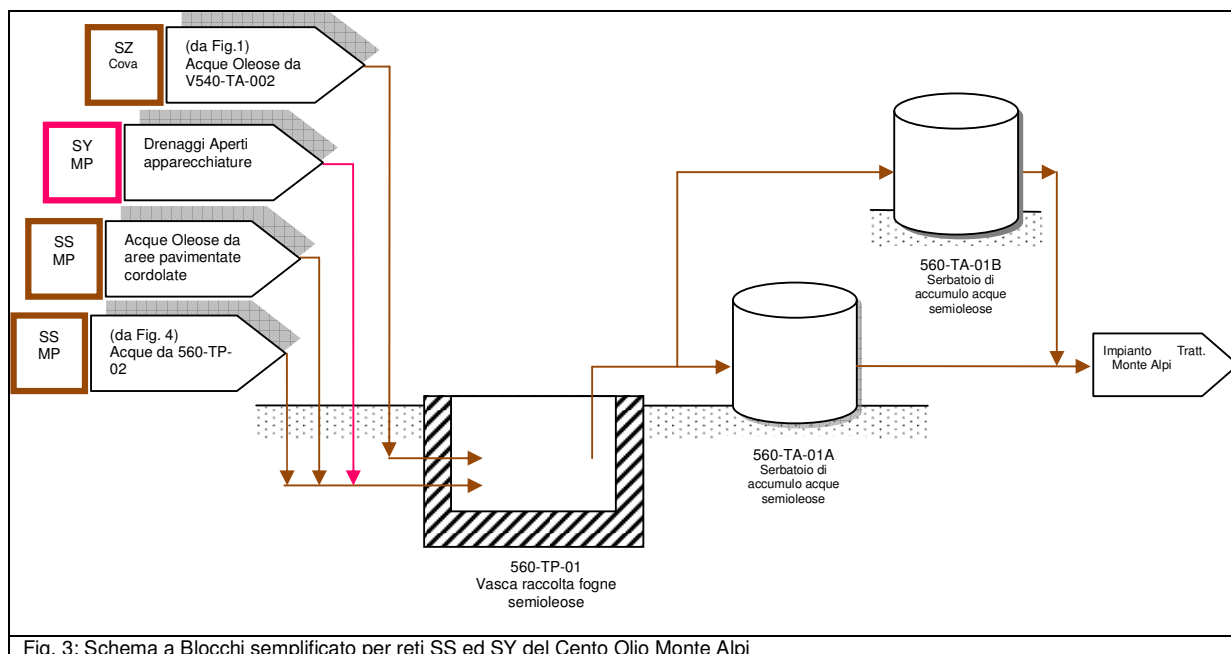 SZ
Cova
(da Fig.1)
Acque Oleose da
V540-TA-002
SY
MP
Drenaggi Aperti
apparecchiature
SS
MP
Acque Oleose da
aree pavimentate
cordolate
SS
MP
(da Fig. 4)
Acque da 560-TP-
02
560-TA-01B
Serbatoio di
accumulo acque
semioleose
Impianto Tratt.
Monte Alpi
560-TA-01A
Serbatoio di
accumulo acque
semioleose
560-TP-01
Vasca raccolta fogne
semioleose
Fig. 3: Schema a Blocchi semplificato per reti SS ed SY del Cento Olio Monte Alpi